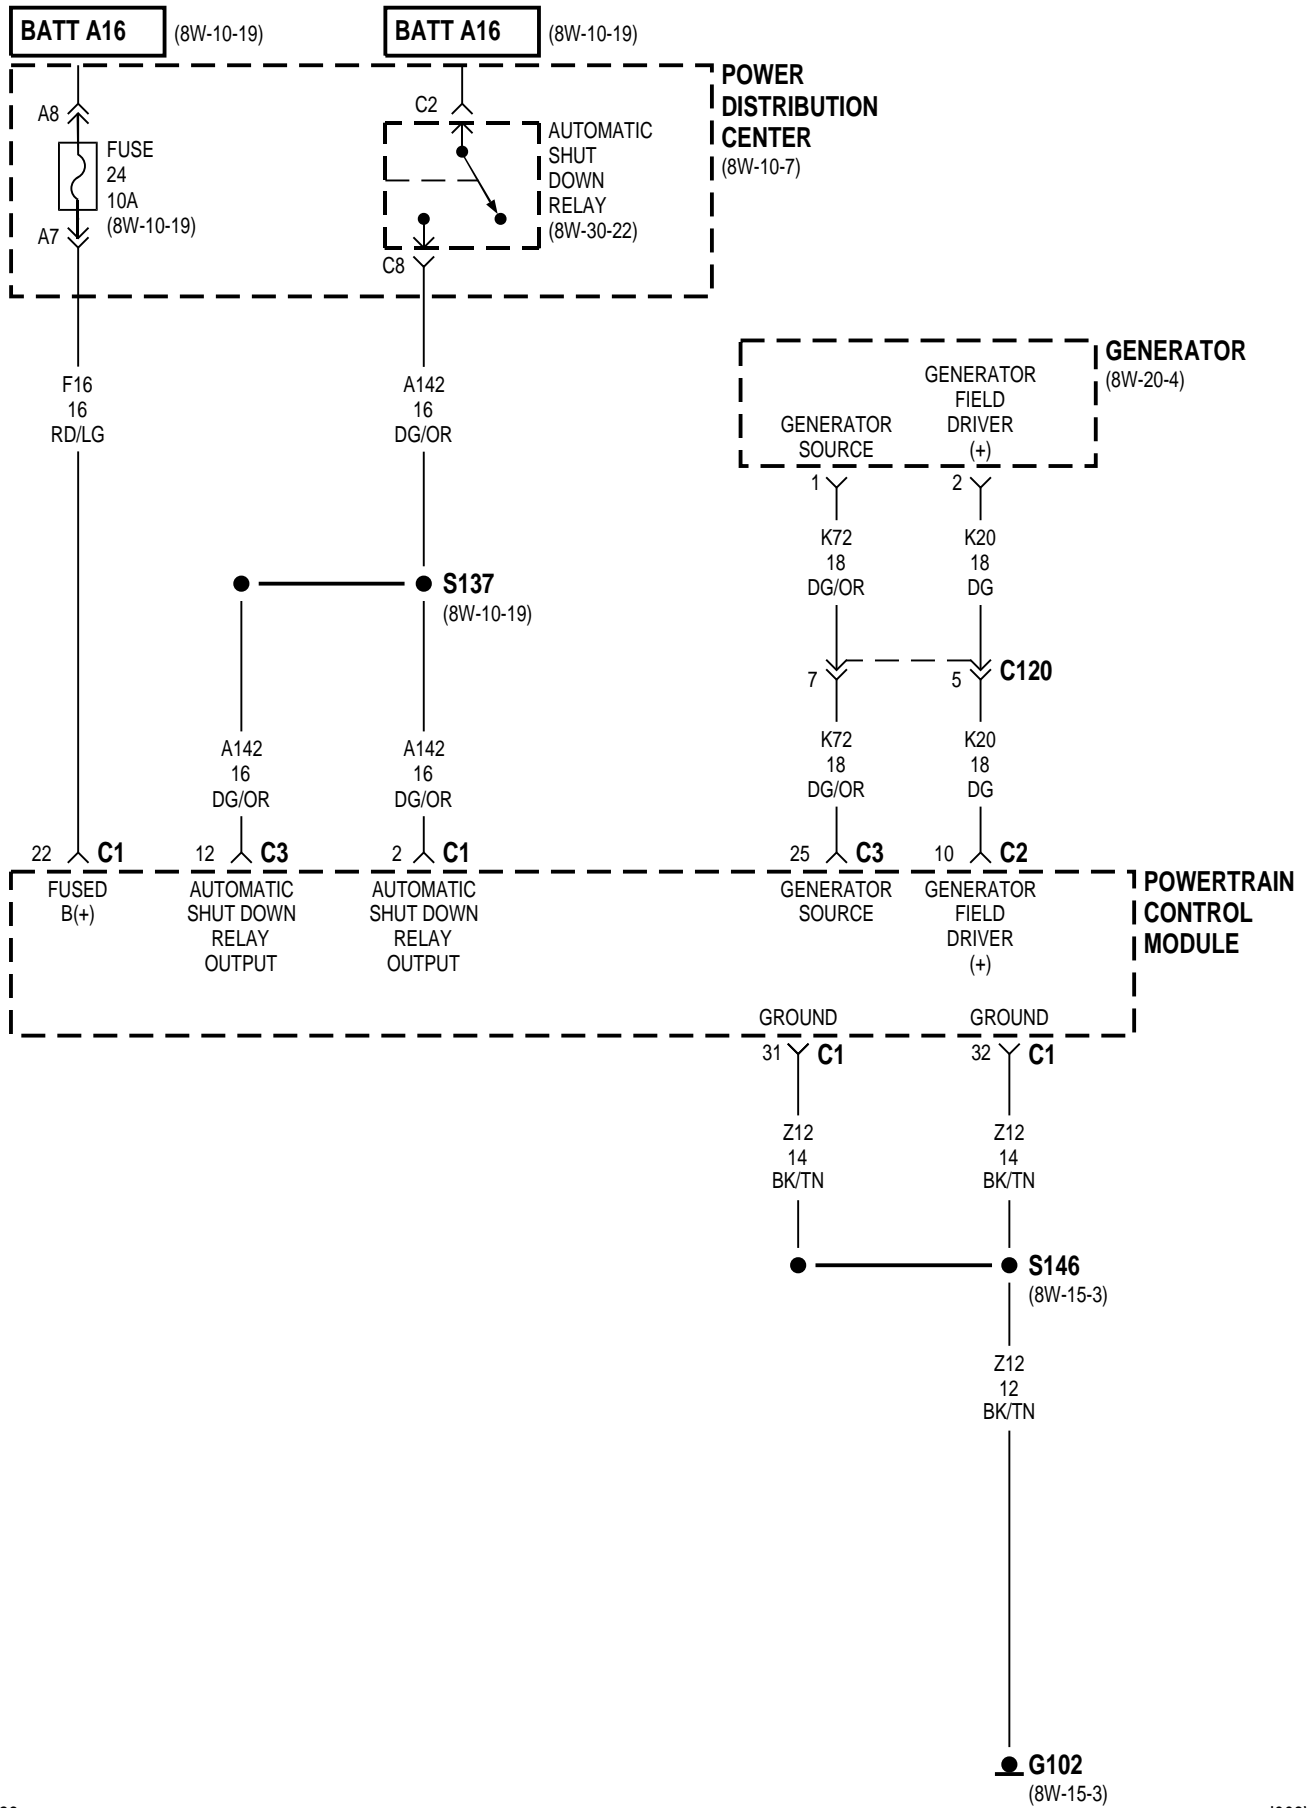 BATT A16
(8W-10-19)
BATT A16
(8W-10-19)
POWER
DISTRIBUTION
CENTER
(8W-10-7)
A8
FUSE
24
10A
(8W-10-19)
A7
C2
AUTOMATIC
SHUT
DOWN
RELAY
(8W-30-22)
C8
F16
16
RD/LG
A142
16
DG/OR
GENERATOR
(8W-20-4)
GENERATOR
SOURCE
GENERATOR
FIELD
DRIVER
(+)
1
2
K72
18
DG/OR
K20
18
DG
S137
(8W-10-19)
7
5
C120
A142
16
DG/OR
A142
16
DG/OR
K72
18
DG/OR
K20
18
DG
22
C1
12
C3
2
C1
25
C3
10
C2
FUSED
B(+)
AUTOMATIC
SHUT DOWN
RELAY
OUTPUT
AUTOMATIC
SHUT DOWN
RELAY
OUTPUT
GENERATOR
SOURCE
GENERATOR
FIELD
DRIVER
(+)
POWERTRAIN
CONTROL
MODULE
GROUND
GROUND
31
C1
32
C1
Z12
14
BK/TN
Z12
14
BK/TN
S146
(8W-15-3)
Z12
12
BK/TN
G102
(8W-15-3)